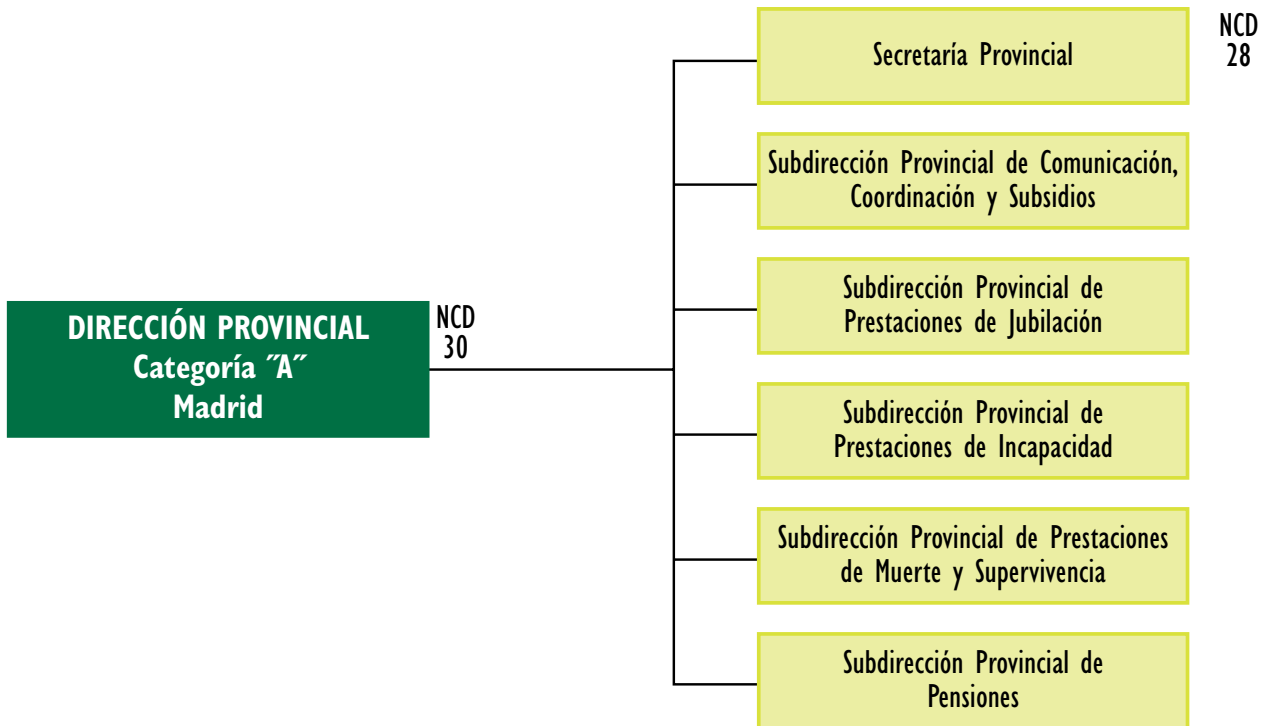 DIRECCIÓN PROVINCIAL
Categoría ˝A˝
Madrid
NCD
30
Secretaría Provincial
NCD
28
Subdirección Provincial de Comunicación,
Coordinación y Subsidios
Subdirección Provincial de
Prestaciones de Jubilación
Subdirección Provincial de
Prestaciones de Incapacidad
Subdirección Provincial de Prestaciones
de Muerte y Supervivencia
Subdirección Provincial de
Pensiones